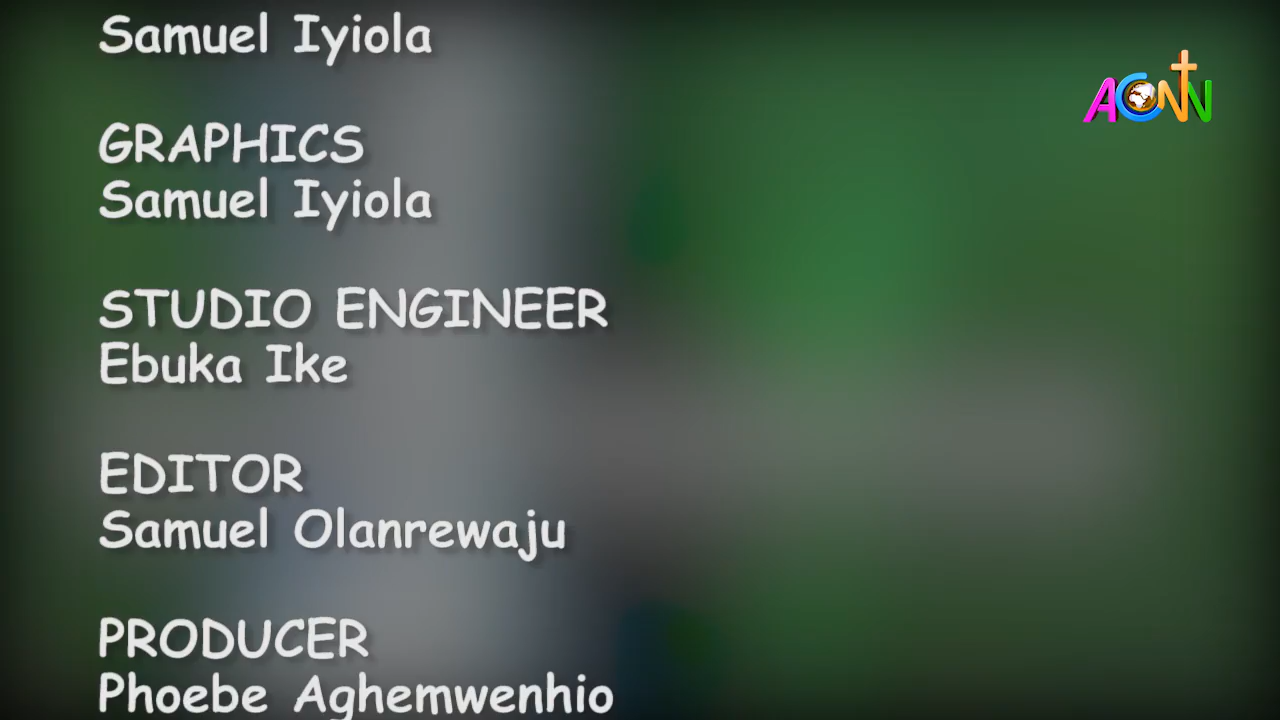 Samuel Iyiola
ACNN
GRAPHICS
Samuel Iyiola
STUDIO ENGINEER
Ebuka Ike
EDITOR
Samuel Olanrewaju
PRODUCER
Phoebe Aghemwenhio